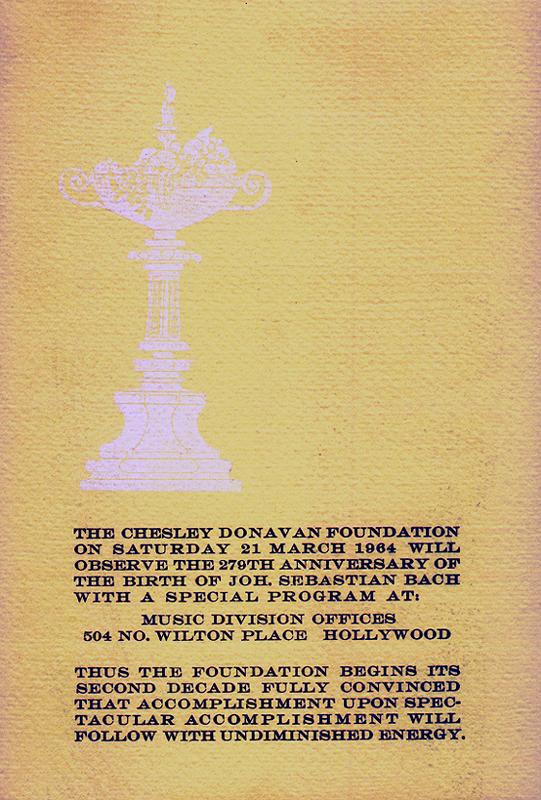 THE CHESLEY DONAVAN FOUNDATION
ON SATURDAY 21 MARCH 1964 WILL
OBSERVE THE 279TH ANNIVERSARY OF
THE BIRTH OF JOH. SEBASTIAN BACH
WITH A SPECIAL PROGRAM AT:
MUSIC DIVISION OFFICES
504 NO. WILTON PLACE HOLLYWOOD
THUS THE FOUNDATION BEGINS ITS
SECOND DECADE FULLY CONVINCED
THAT ACCOMPLISHMENT UPON SPEC-
TACULAR ACCOMPLISHMENT WILL
FOLLOW WITH UNDIMINISHED ENERGY.